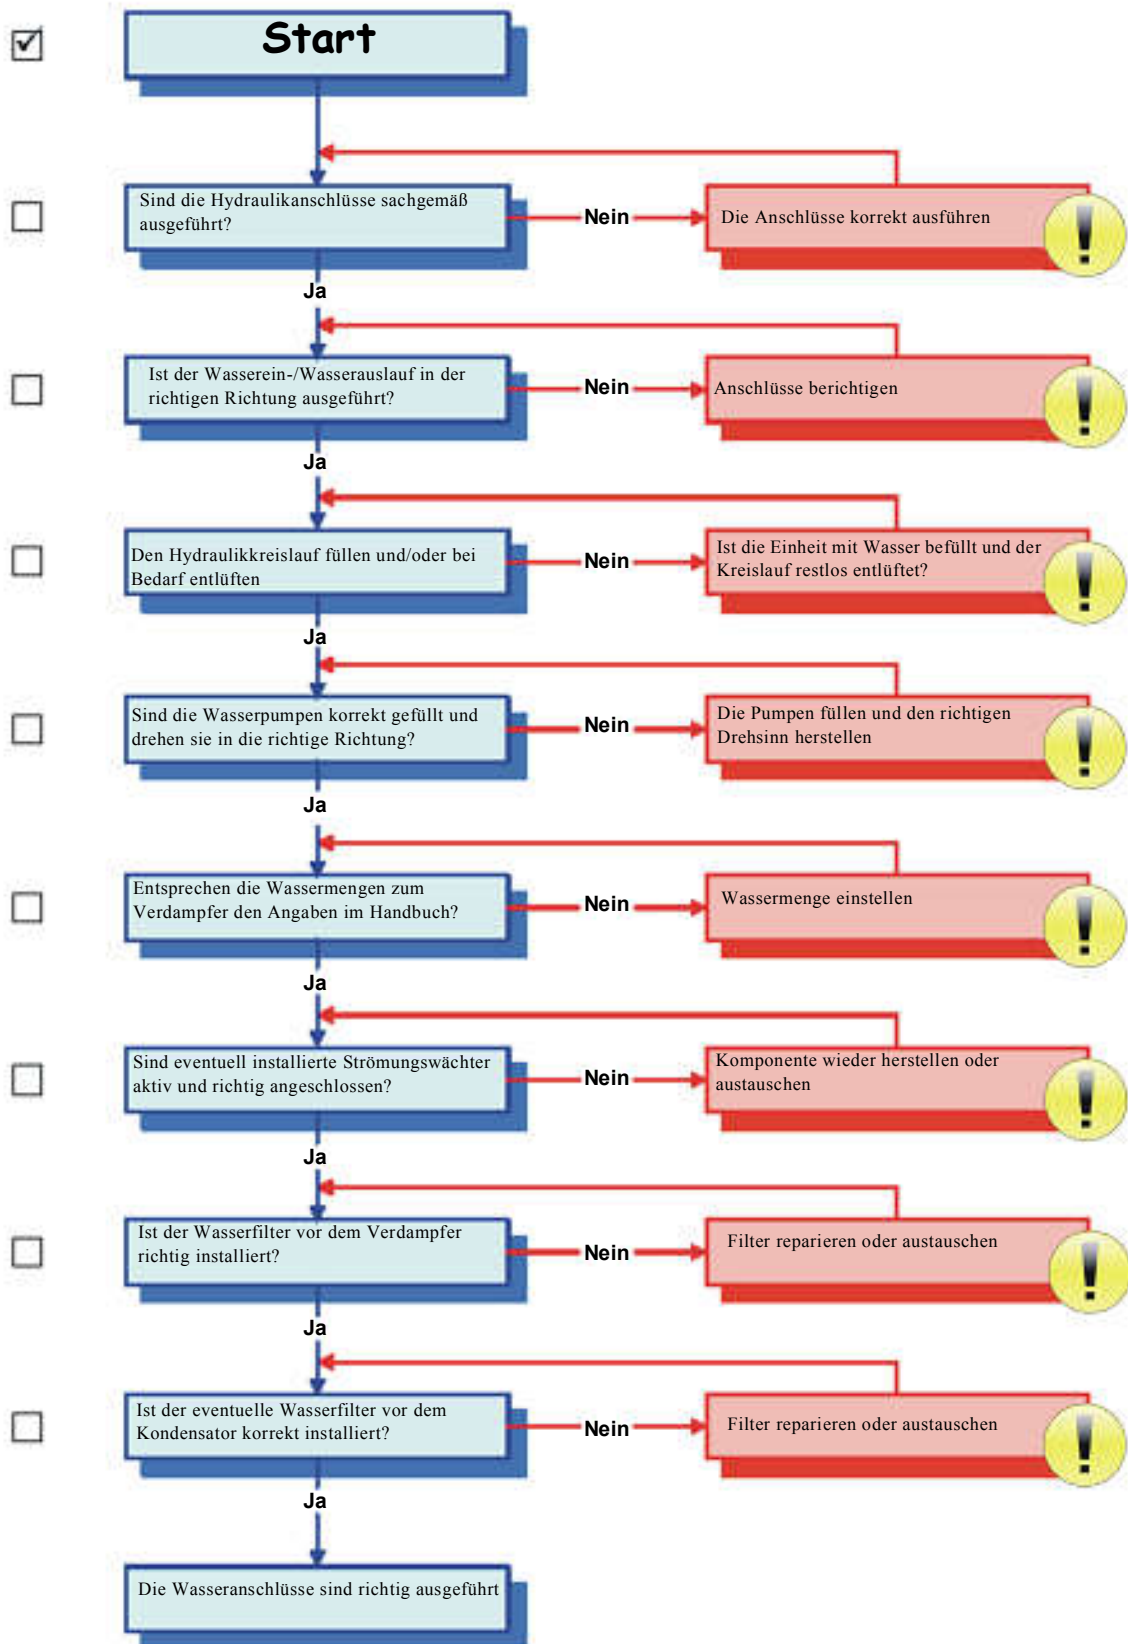 Start
Sind die Hydraulikanschlüsse sachgemäß
ausgeführt?
Nein
Die Anschlüsse korrekt ausführen
!
Ja
Ist der Wasserein-/Wasserauslauf in der
richtigen Richtung ausgeführt?
Nein
Anschlüsse berichtigen
!
Ja
Den Hydraulikkreislauf füllen und/oder bei
Bedarf entlüften
Nein
Ist die Einheit mit Wasser befüllt und der
Kreislauf restlos entlüftet?
!
Ja
Sind die Wasserpumpen korrekt gefüllt und
drehen sie in die richtige Richtung?
Nein
Die Pumpen füllen und den richtigen
Drehsinn herstellen
!
Ja
Entsprechen die Wassermengen zum
Verdampfer den Angaben im Handbuch?
Nein
Wassermenge einstellen
!
Ja
Sind eventuell installierte Strömungswächter
aktiv und richtig angeschlossen?
Nein
Komponente wieder herstellen oder
austauschen
!
Ja
Ist der Wasserfilter vor dem Verdampfer
richtig installiert?
Nein
Filter reparieren oder austauschen
!
Ja
Ist der eventuelle Wasserfilter vor dem
Kondensator korrekt installiert?
Nein
Filter reparieren oder austauschen
!
Ja
Die Wasseranschlüsse sind richtig ausgeführt